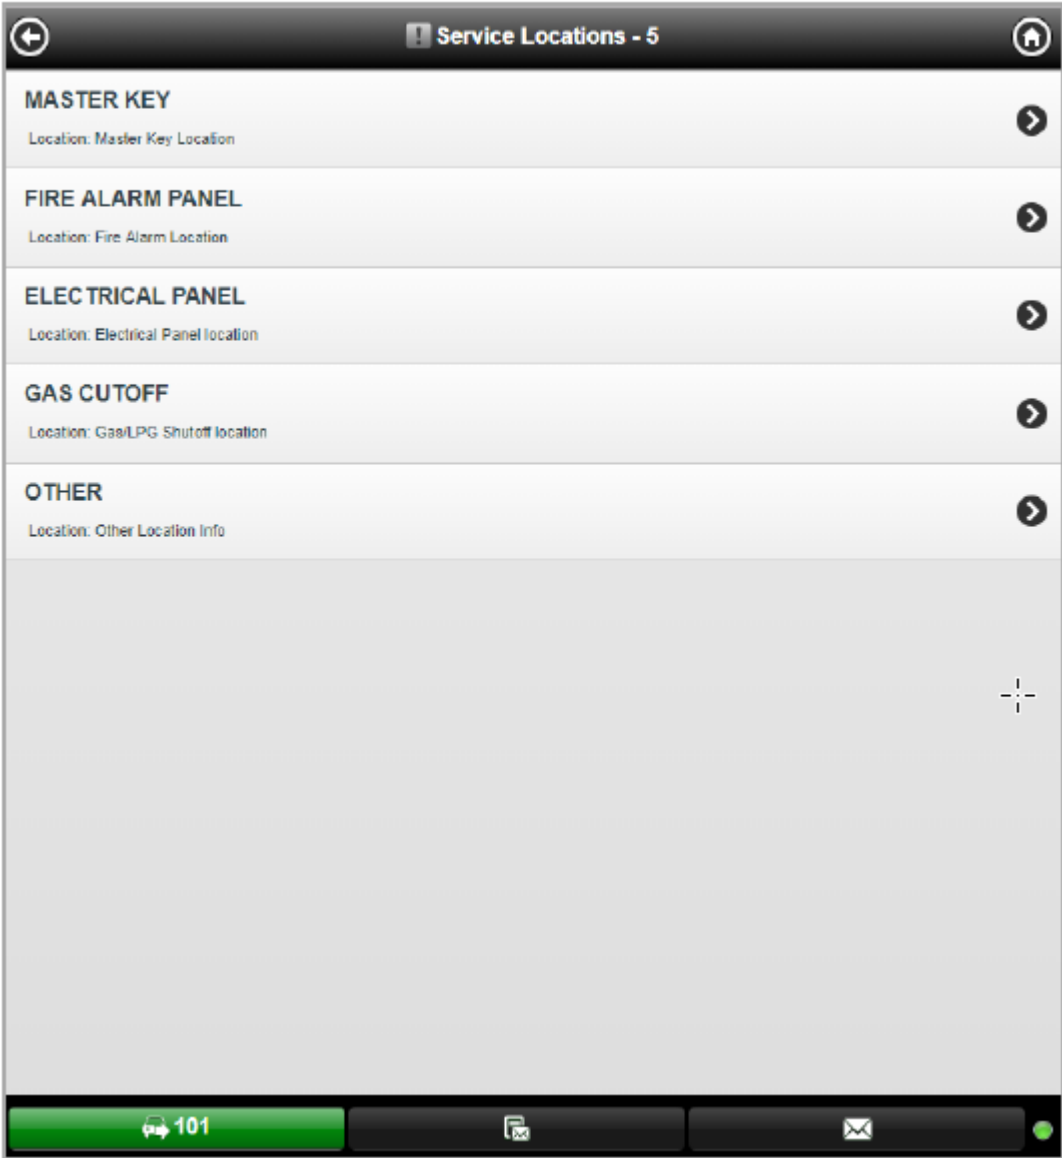 Service Locations - 5
MASTER KEY
Location: Master Key Location
FIRE ALARM PANEL
Location: Fire Alarm Location
ELECTRICAL PANEL
Location: Electrical Panel location
GAS CUTOFF
Location: Gas/LPG Shutoff location
OTHER
Location: Other Location Info
101